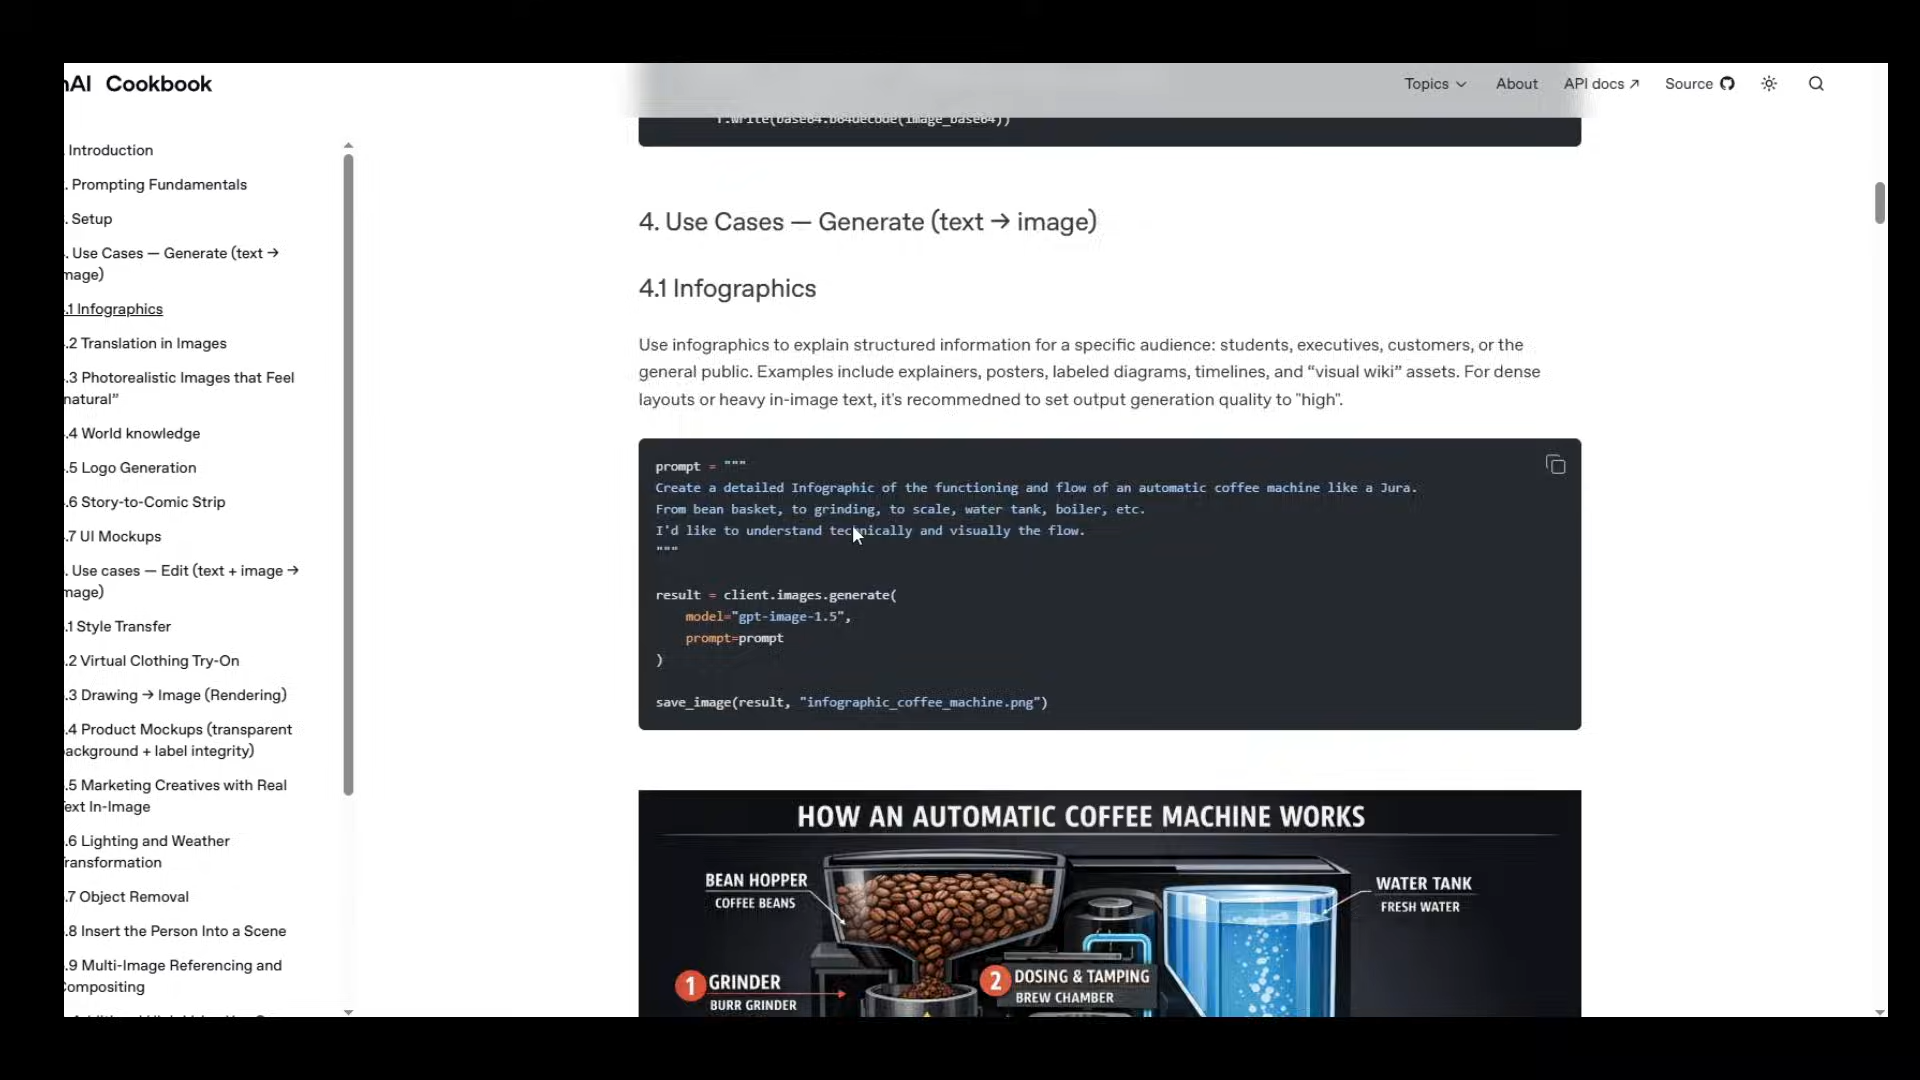 nAI Cookbook
Topics
About
API docs ↗
Source
. Introduction
. Prompting Fundamentals
. Setup
. Use Cases — Generate (text →
mage)
.1 Infographics
.2 Translation in Images
.3 Photorealistic Images that Feel
natural”
.4 World knowledge
.5 Logo Generation
.6 Story-to-Comic Strip
.7 UI Mockups
. Use cases — Edit (text + image →
mage)
.1 Style Transfer
.2 Virtual Clothing Try-On
.3 Drawing → Image (Rendering)
.4 Product Mockups (transparent
background + label integrity)
.5 Marketing Creatives with Real
Text In-Image
.6 Lighting and Weather
Transformation
.7 Object Removal
.8 Insert the Person Into a Scene
.9 Multi-Image Referencing and
Compositing
f.write(base64.b64decode(image_base64))
4. Use Cases — Generate (text → image)
4.1 Infographics
Use infographics to explain structured information for a specific audience: students, executives, customers, or the
general public. Examples include explainers, posters, labeled diagrams, timelines, and “visual wiki” assets. For dense
layouts or heavy in-image text, it's recommedned to set output generation quality to "high".
prompt = """
Create a detailed Infographic of the functioning and flow of an automatic coffee machine like a Jura.
From bean basket, to grinding, to scale, water tank, boiler, etc.
I'd like to understand technically and visually the flow.
"""
result = client.images.generate(
model="gpt-image-1.5",
prompt=prompt
)
save_image(result, "infographic_coffee_machine.png")
HOW AN AUTOMATIC COFFEE MACHINE WORKS
BEAN HOPPER
COFFEE BEANS
WATER TANK
FRESH WATER
1 GRINDER
BURR GRINDER
2 DOSING & TAMPING
BREW CHAMBER